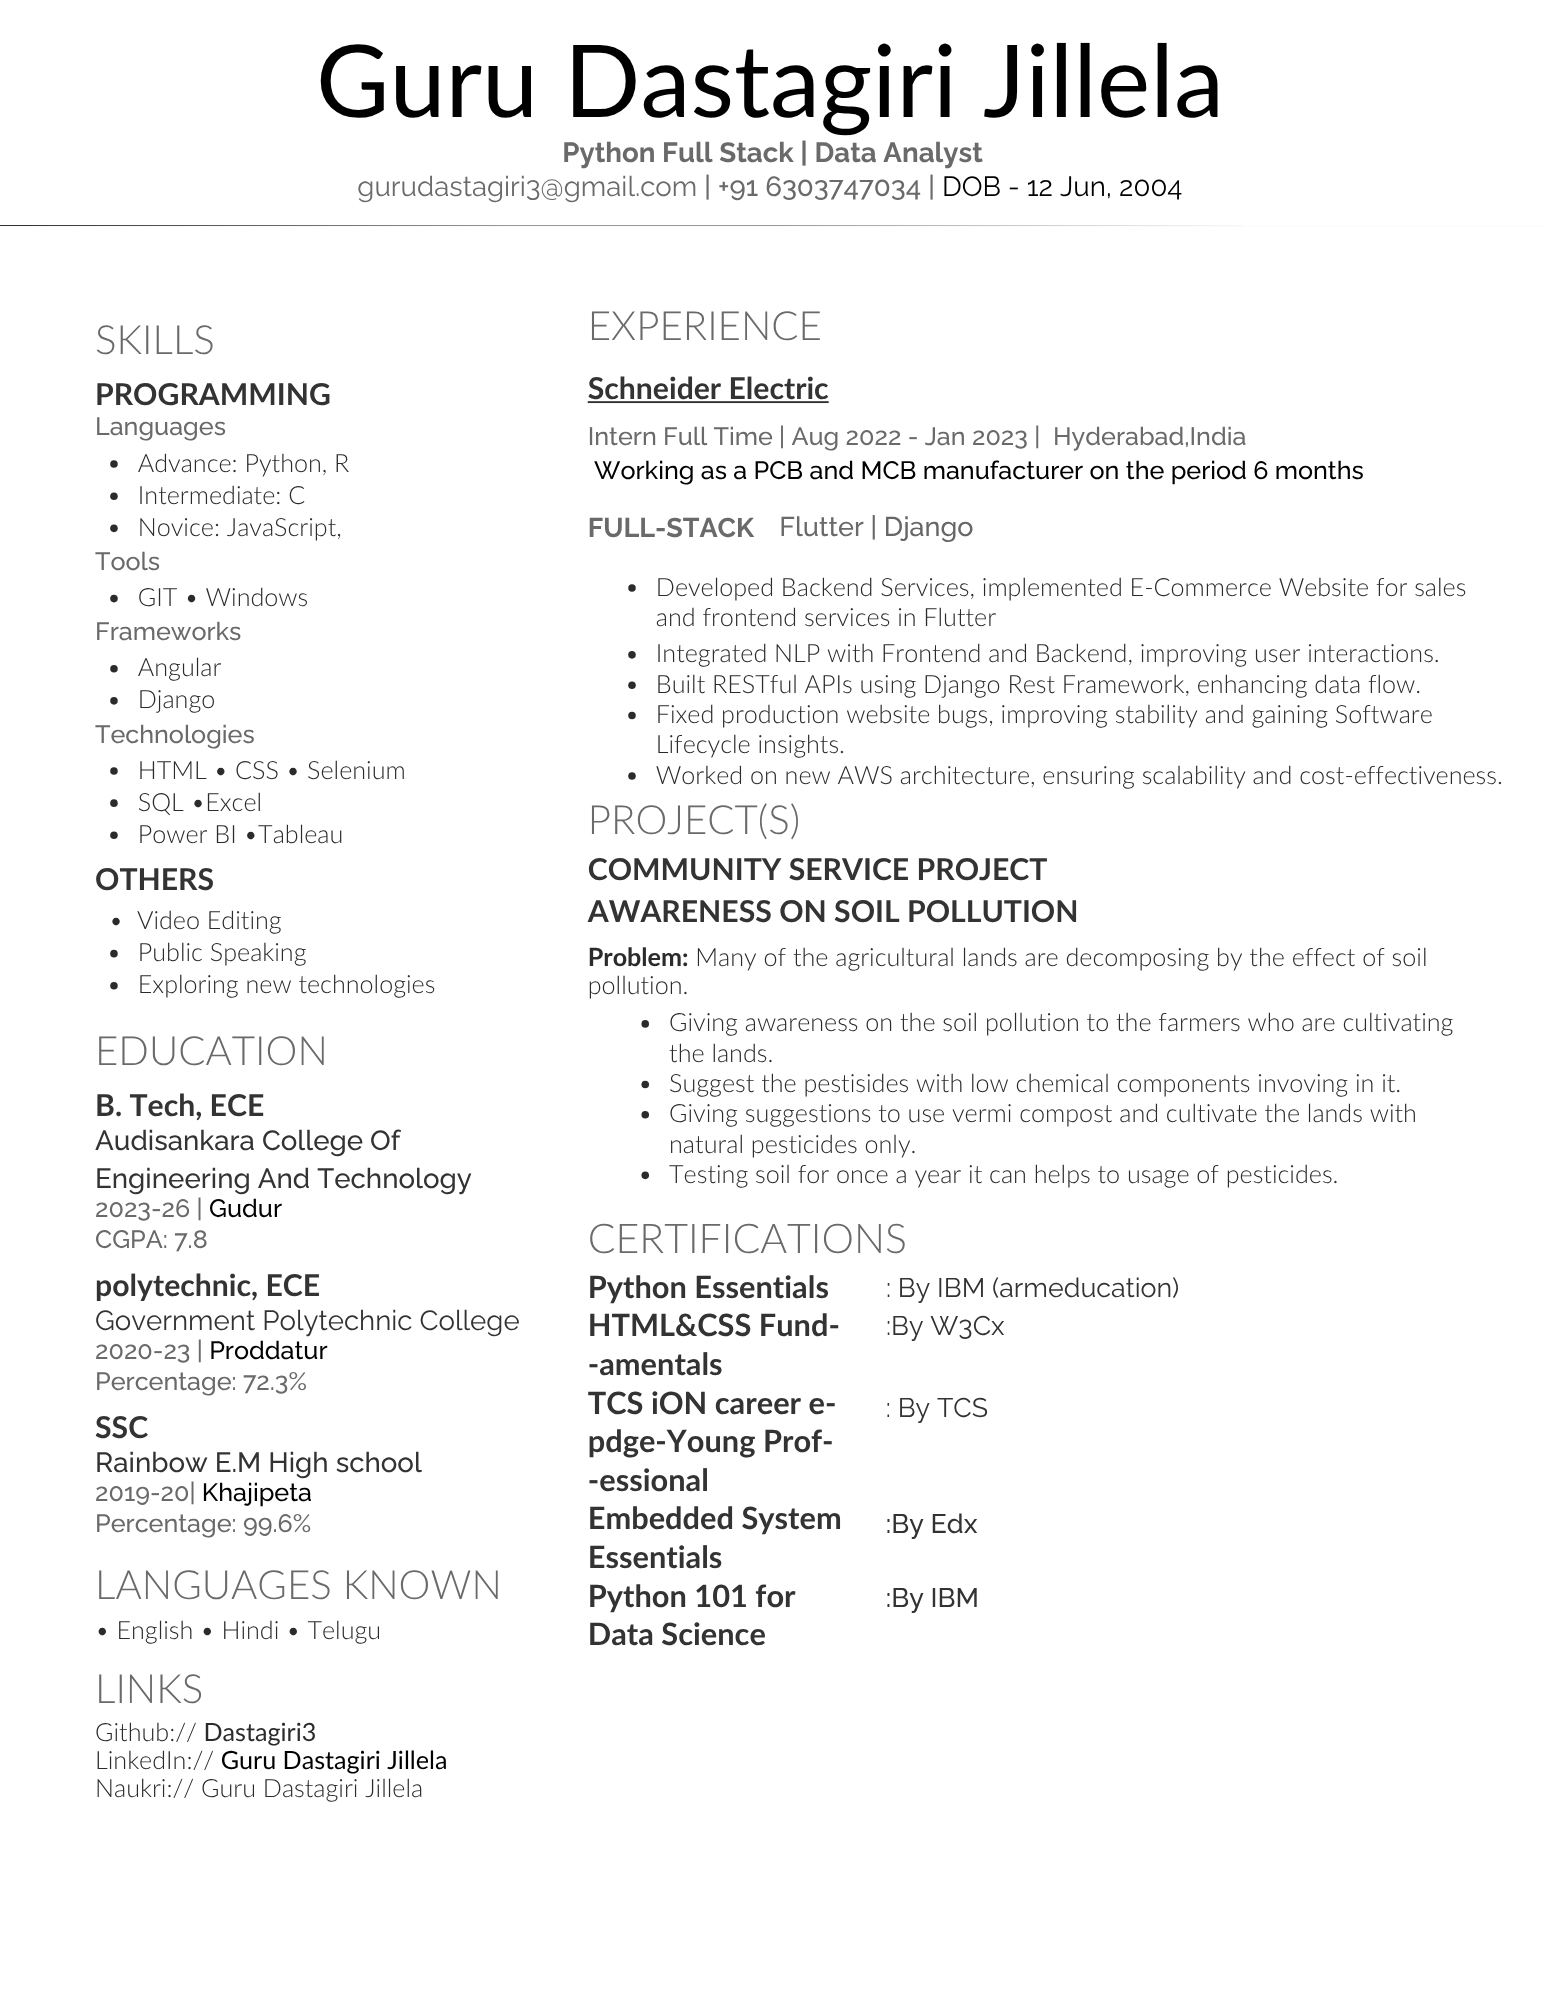 Guru Dastagiri Jillela
Python Full Stack | Data Analyst
gurudastagiri3@gmail.com | +91 6303747034 | DOB - 12 Jun, 2004
SKILLS
PROGRAMMING
Languages
• Advance: Python, R
• Intermediate: C
• Novice: JavaScript,
Tools
• GIT • Windows
Frameworks
• Angular
• Django
Technologies
• HTML • CSS • Selenium
• SQL •Excel
• Power BI •Tableau
OTHERS
• Video Editing
• Public Speaking
• Exploring new technologies
EDUCATION
B. Tech, ECE
Audisankara College Of
Engineering And Technology
2023-26 | Gudur
CGPA: 7.8
polytechnic, ECE
Government Polytechnic College
2020-23 | Proddatur
Percentage: 72.3%
SSC
Rainbow E.M High school
2019-20| Khajipeta
Percentage: 99.6%
LANGUAGES KNOWN
• English • Hindi • Telugu
LINKS
Github:// Dastagiri3
LinkedIn:// Guru Dastagiri Jillela
Naukri:// Guru Dastagiri Jillela
EXPERIENCE
Schneider Electric
Intern Full Time | Aug 2022 - Jan 2023 | Hyderabad,India
Working as a PCB and MCB manufacturer on the period 6 months
FULL-STACK Flutter | Django
• Developed Backend Services, implemented E-Commerce Website for sales
and frontend services in Flutter
• Integrated NLP with Frontend and Backend, improving user interactions.
• Built RESTful APIs using Django Rest Framework, enhancing data flow.
• Fixed production website bugs, improving stability and gaining Software
Lifecycle insights.
• Worked on new AWS architecture, ensuring scalability and cost-effectiveness.
PROJECT(S)
COMMUNITY SERVICE PROJECT
AWARENESS ON SOIL POLLUTION
Problem: Many of the agricultural lands are decomposing by the effect of soil
pollution.
• Giving awareness on the soil pollution to the farmers who are cultivating
the lands.
• Suggest the pestisides with low chemical components invoving in it.
• Giving suggestions to use vermi compost and cultivate the lands with
natural pesticides only.
• Testing soil for once a year it can helps to usage of pesticides.
CERTIFICATIONS
Python Essentials : By IBM (armeducation)
HTML&CSS Fund- :By W3Cx
-amentals
TCS iON career e- : By TCS
pdge-Young Prof-
-essional
Embedded System :By Edx
Essentials
Python 101 for :By IBM
Data Science